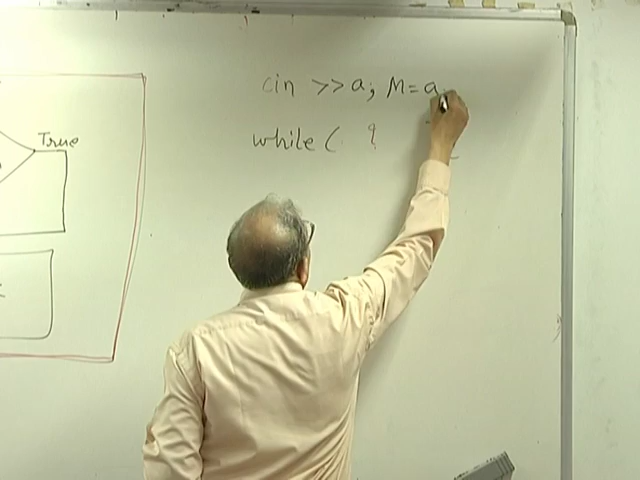 cin >> a; M = a
True
while ( ?